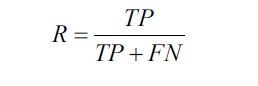 R = TP / TP + FN